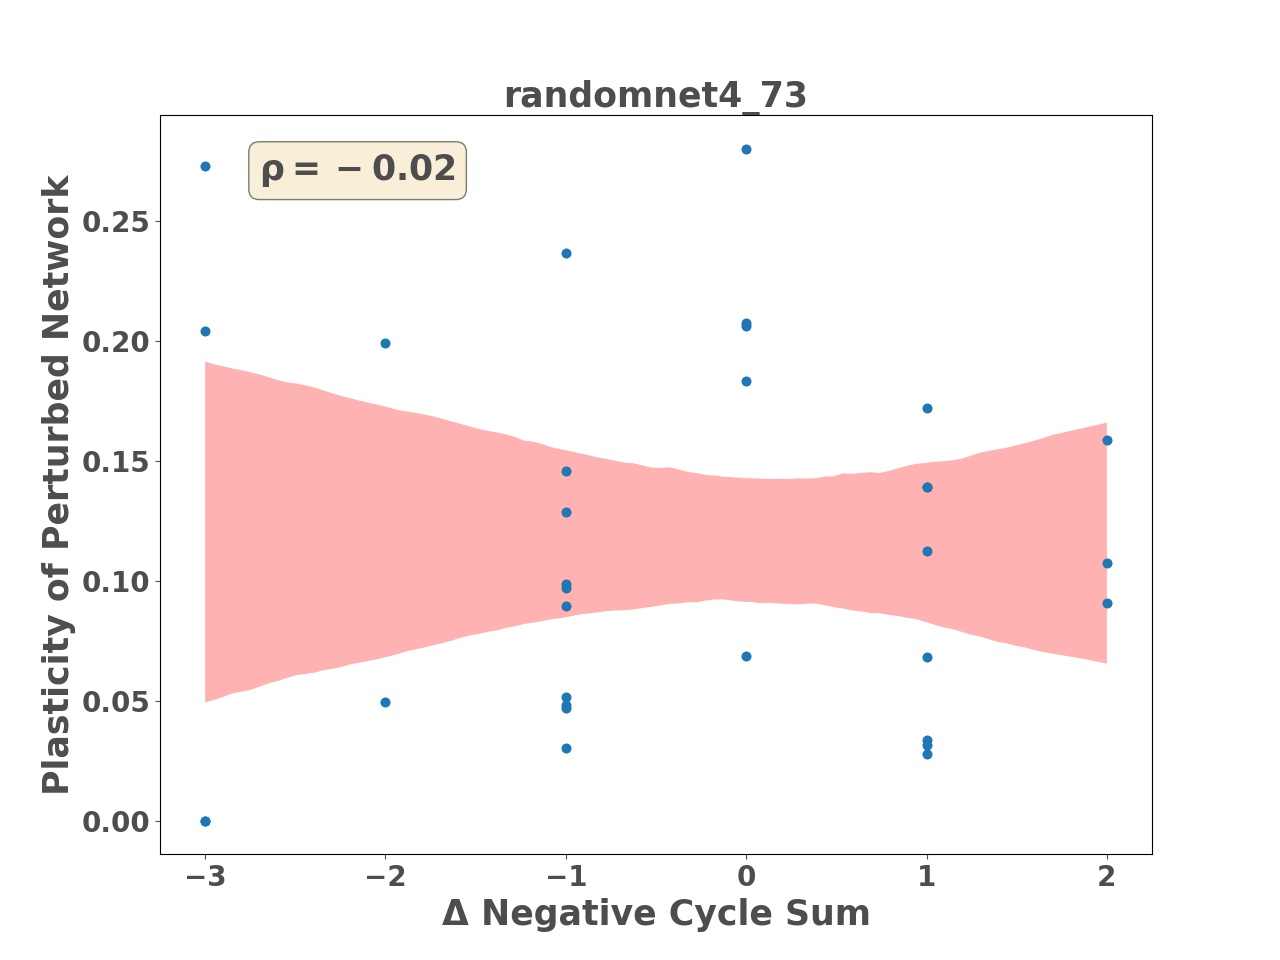 randomnet4_73
ρ = − 0.02
Plasticity of Perturbed Network
0.25
0.20
0.15
0.10
0.05
0.00
−3 −2 −1 0 1 2
Δ Negative Cycle Sum